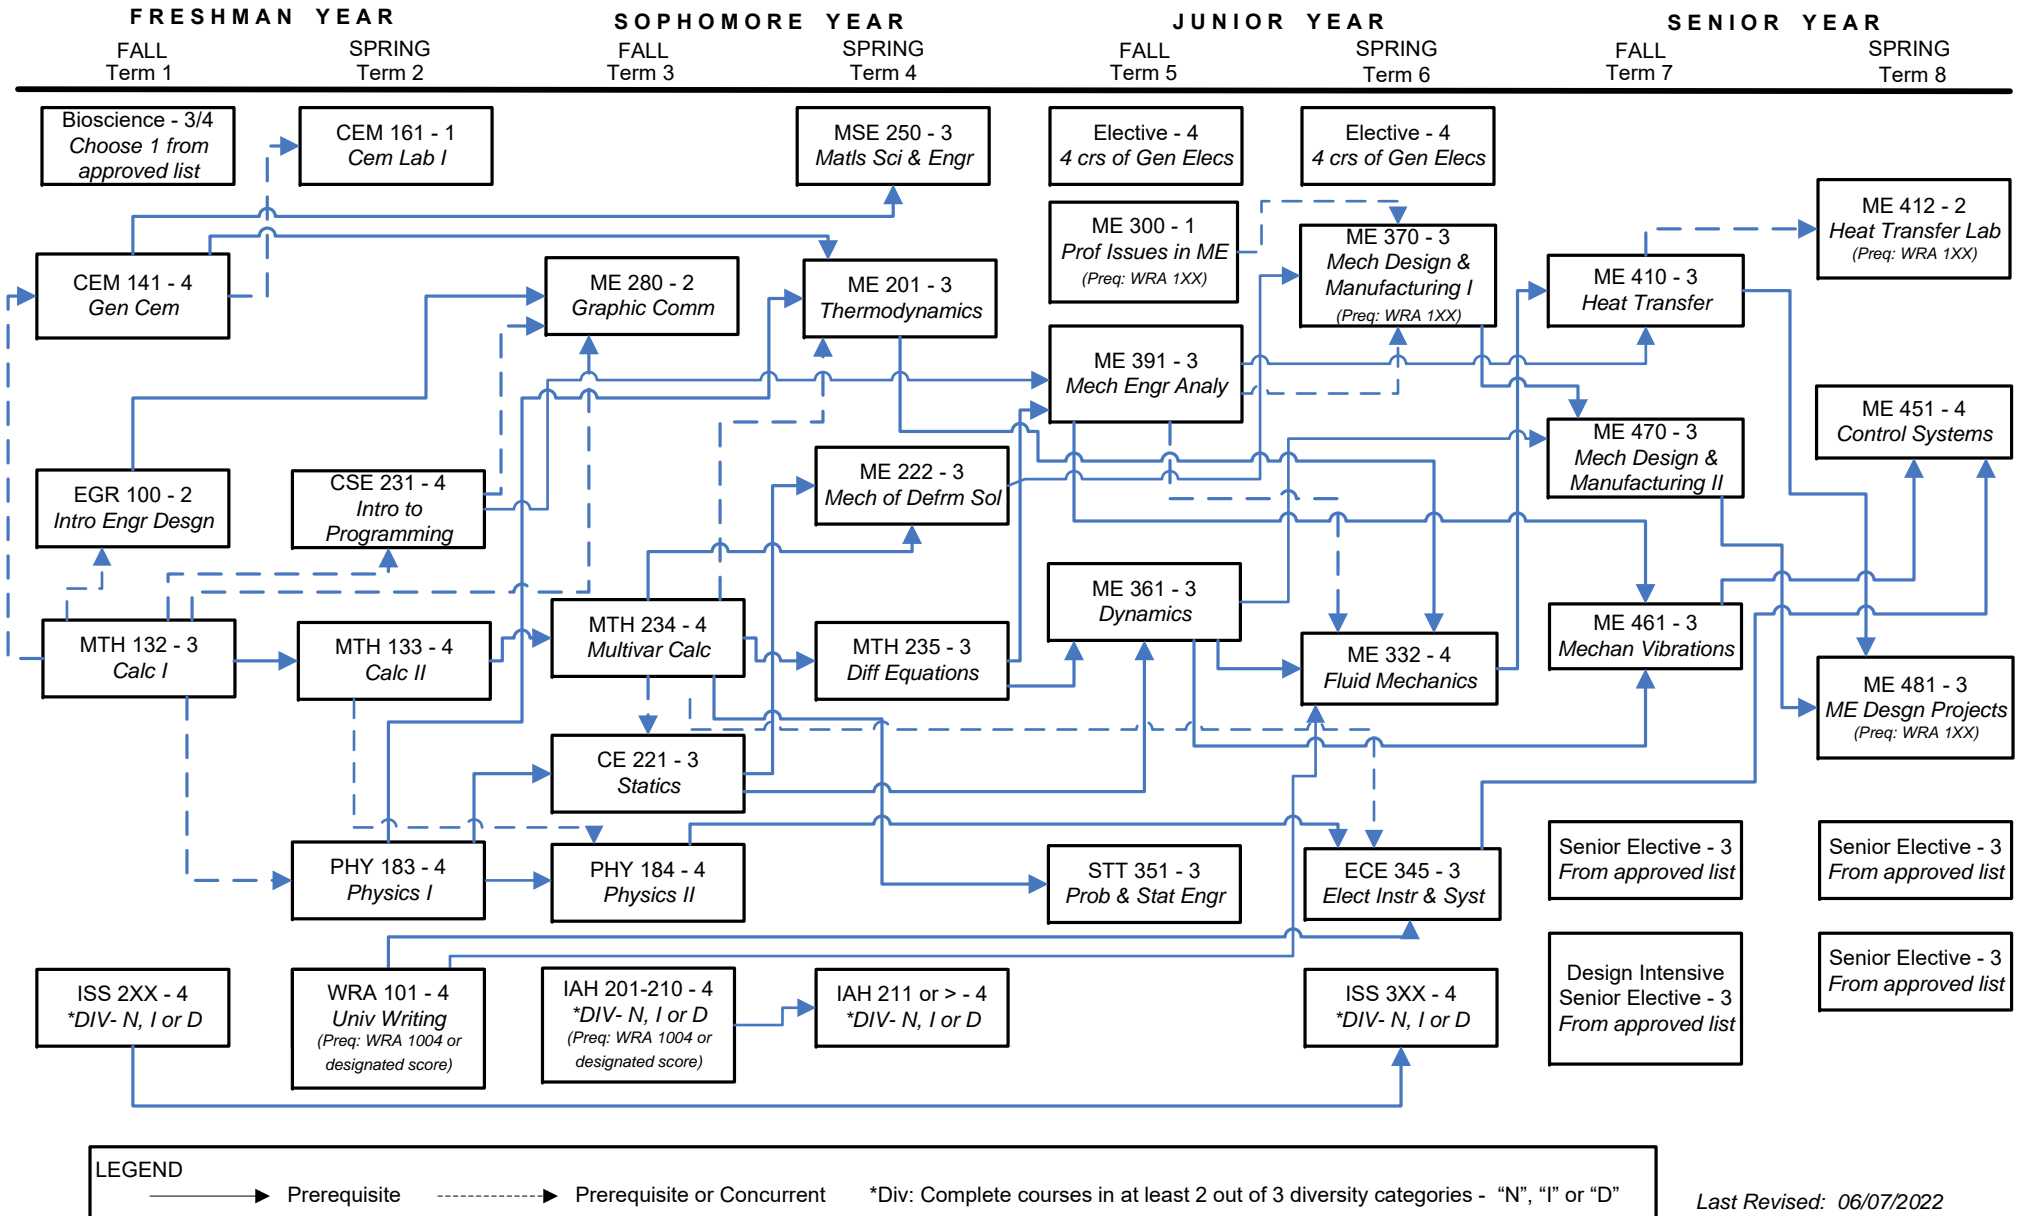 FRESHMAN YEAR
SOPHOMORE YEAR
JUNIOR YEAR
SENIOR YEAR
FALL
Term 1
SPRING
Term 2
FALL
Term 3
SPRING
Term 4
FALL
Term 5
SPRING
Term 6
FALL
Term 7
SPRING
Term 8
Bioscience - 3/4
Choose 1 from
approved list
CEM 141 - 4
Gen Cem
EGR 100 - 2
Intro Engr Desgn
MTH 132 - 3
Calc I
ISS 2XX - 4
*DIV- N, I or D
CEM 161 - 1
Cem Lab I
CSE 231 - 4
Intro to
Programming
MTH 133 - 4
Calc II
PHY 183 - 4
Physics I
WRA 101 - 4
Univ Writing
(Preq: WRA 1004 or
designated score)
ME 280 - 2
Graphic Comm
MTH 234 - 4
Multivar Calc
CE 221 - 3
Statics
PHY 184 - 4
Physics II
IAH 201-210 - 4
*DIV- N, I or D
(Preq: WRA 1004 or
designated score)
MSE 250 - 3
Matls Sci & Engr
ME 201 - 3
Thermodynamics
ME 222 - 3
Mech of Defrm Sol
MTH 235 - 3
Diff Equations
IAH 211 or > - 4
*DIV- N, I or D
Elective - 4
4 crs of Gen Elecs
ME 300 - 1
Prof Issues in ME
(Preq: WRA 1XX)
ME 391 - 3
Mech Engr Analy
ME 361 - 3
Dynamics
STT 351 - 3
Prob & Stat Engr
Elective - 4
4 crs of Gen Elecs
ME 370 - 3
Mech Design &
Manufacturing I
(Preq: WRA 1XX)
ME 332 - 4
Fluid Mechanics
ECE 345 - 3
Elect Instr & Syst
ISS 3XX - 4
*DIV- N, I or D
ME 410 - 3
Heat Transfer
ME 470 - 3
Mech Design &
Manufacturing II
ME 461 - 3
Mechan Vibrations
Senior Elective - 3
From approved list
Design Intensive
Senior Elective - 3
From approved list
ME 412 - 2
Heat Transfer Lab
(Preq: WRA 1XX)
ME 451 - 4
Control Systems
ME 481 - 3
ME Desgn Projects
(Preq: WRA 1XX)
Senior Elective - 3
From approved list
Senior Elective - 3
From approved list
LEGEND
Prerequisite
Prerequisite or Concurrent
*Div: Complete courses in at least 2 out of 3 diversity categories - “N”, “I” or “D”
Last Revised: 06/07/2022